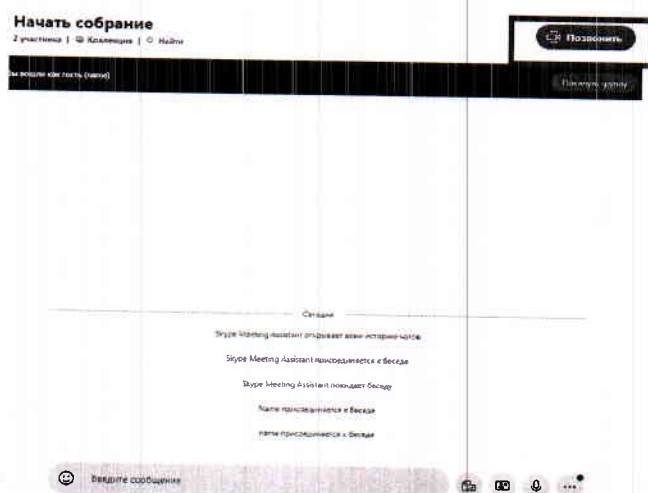 Начать собрание
2 участника | Коллекция | Найти
Позвонить
Вы вошли как гость (name)
Покинуть группу
Сегодня
Skype Meeting Assistant открывает всем историю чатов
Skype Meeting Assistant присоединяется к беседе
Skype Meeting Assistant покидает беседу
Name присоединяется к беседе
name присоединяется к беседе
Введите сообщение